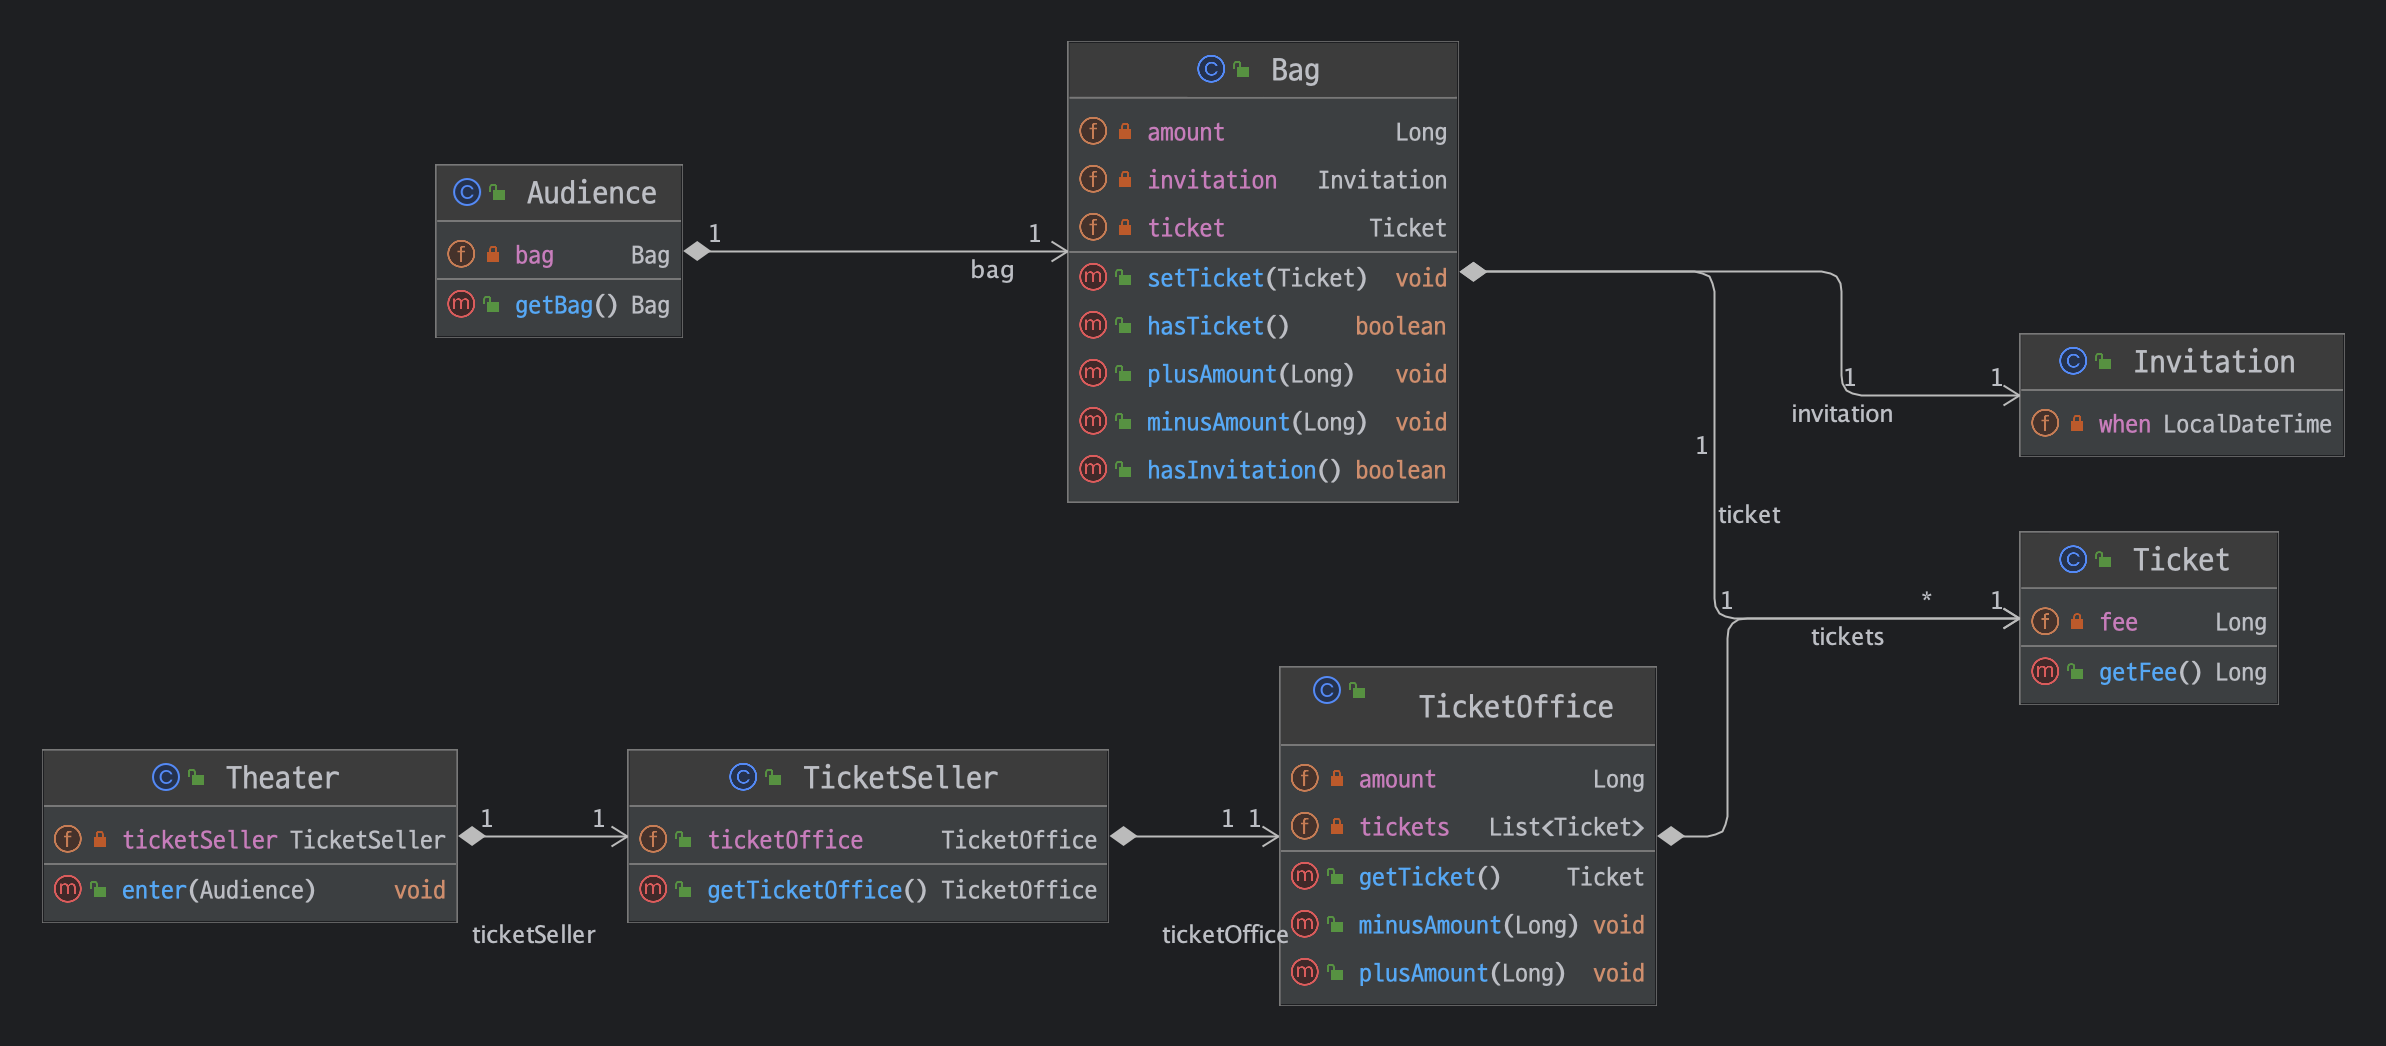 Bag
amount Long
invitation Invitation
ticket Ticket
setTicket(Ticket) void
hasTicket() boolean
plusAmount(Long) void
minusAmount(Long) void
hasInvitation() boolean
Audience
bag Bag
getBag() Bag
1
1
bag
Invitation
when LocalDateTime
1
1
invitation
1
ticket
Ticket
fee Long
getFee() Long
1
*
1
tickets
TicketOffice
amount Long
tickets List<Ticket>
getTicket() Ticket
minusAmount(Long) void
plusAmount(Long) void
Theater
ticketSeller TicketSeller
enter(Audience) void
1
1
ticketSeller
TicketSeller
ticketOffice TicketOffice
getTicketOffice() TicketOffice
1 1
ticketOffice